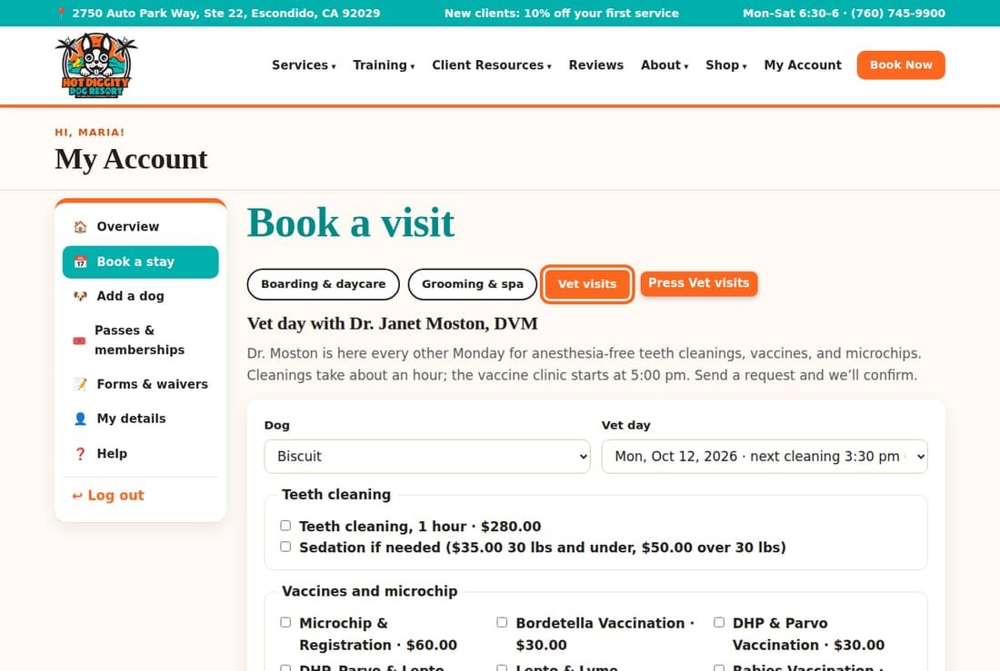 2750 Auto Park Way, Ste 22, Escondido, CA 92029
New clients: 10% off your first service
Mon–Sat 6:30–6 · (760) 745-9900
HOT DIGGITY
DOG RESORT
Services
Training
Client Resources
Reviews
About
Shop
My Account
Book Now
HI, MARIA!
My Account
Overview
Book a stay
Add a dog
Passes &
memberships
Forms & waivers
My details
Help
Log out
Book a visit
Boarding & daycare
Grooming & spa
Vet visits
Press Vet visits
Vet day with Dr. Janet Moston, DVM
Dr. Moston is here every other Monday for anesthesia-free teeth cleanings, vaccines, and microchips.
Cleanings take about an hour; the vaccine clinic starts at 5:00 pm. Send a request and we’ll confirm.
Dog
Vet day
Biscuit
Mon, Oct 12, 2026 · next cleaning 3:30 pm
Teeth cleaning
Teeth cleaning, 1 hour · $280.00
Sedation if needed ($35.00 30 lbs and under, $50.00 over 30 lbs)
Vaccines and microchip
Microchip &
Registration · $60.00
Bordetella Vaccination ·
$30.00
DHP & Parvo
Vaccination · $30.00
DHP, Parvo & Lepto
Lepto & Lyme
Rabies Vaccination ·